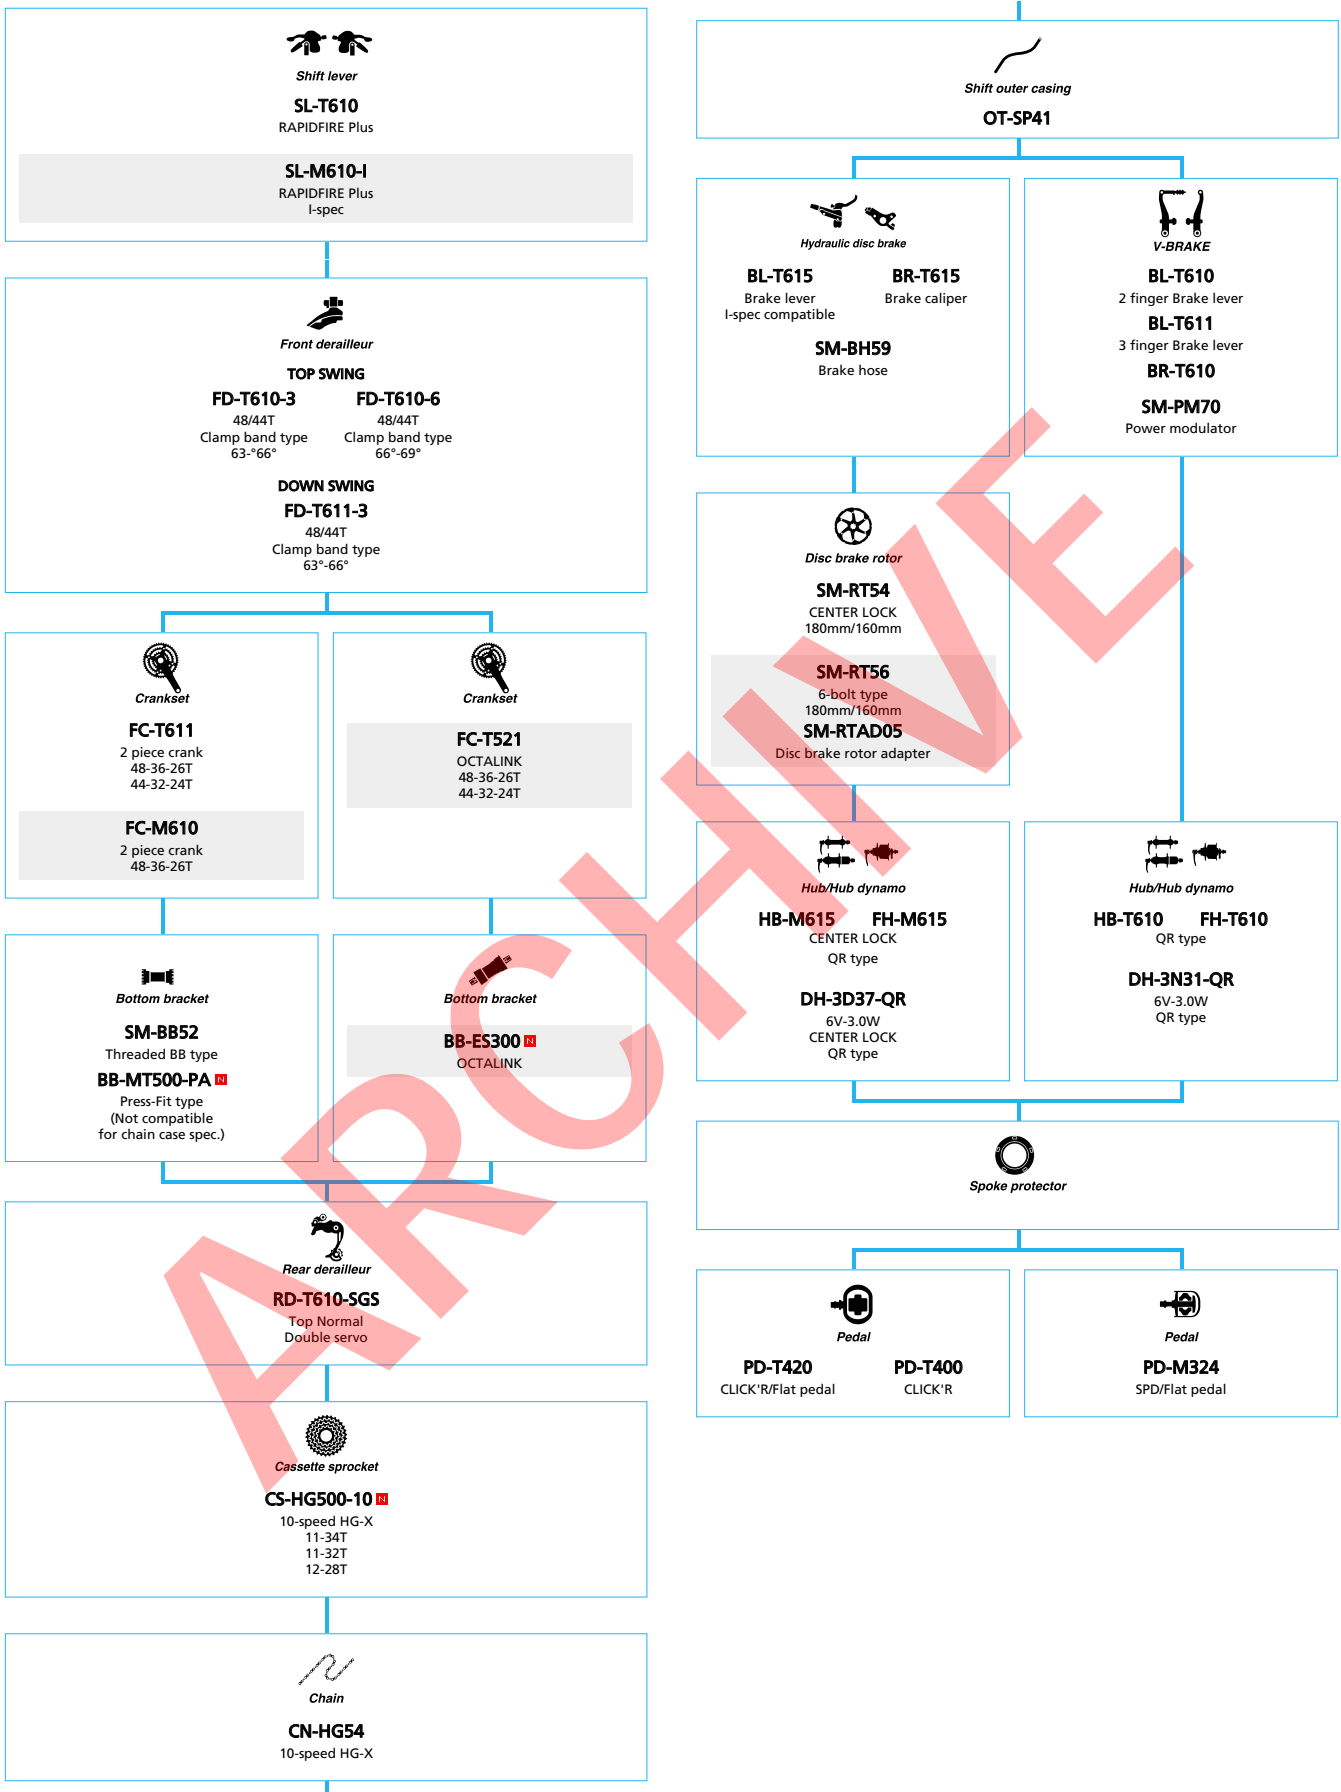 Shift lever
SL-T610
RAPIDFIRE Plus
SL-M610-I
RAPIDFIRE Plus
I-spec
Front derailleur
TOP SWING
FD-T610-3 FD-T610-6
48/44T 48/44T
Clamp band type Clamp band type
63-°66° 66°-69°
DOWN SWING
FD-T611-3
48/44T
Clamp band type
63°-66°
Crankset
FC-T611
2 piece crank
48-36-26T
44-32-24T
FC-M610
2 piece crank
48-36-26T
Crankset
FC-T521
OCTALINK
48-36-26T
44-32-24T
Bottom bracket
SM-BB52
Threaded BB type
BB-MT500-PA N
Press-Fit type
(Not compatible
for chain case spec.)
Bottom bracket
BB-ES300 N
OCTALINK
Rear derailleur
RD-T610-SGS
Top Normal
Double servo
Cassette sprocket
CS-HG500-10 N
10-speed HG-X
11-34T
11-32T
12-28T
Chain
CN-HG54
10-speed HG-X
Shift outer casing
OT-SP41
Hydraulic disc brake
BL-T615 BR-T615
Brake lever Brake caliper
I-spec compatible
SM-BH59
Brake hose
V-BRAKE
BL-T610
2 finger Brake lever
BL-T611
3 finger Brake lever
BR-T610
SM-PM70
Power modulator
Disc brake rotor
SM-RT54
CENTER LOCK
180mm/160mm
SM-RT56
6-bolt type
180mm/160mm
SM-RTAD05
Disc brake rotor adapter
Hub/Hub dynamo
HB-M615 FH-M615
CENTER LOCK
QR type
DH-3D37-QR
6V-3.0W
CENTER LOCK
QR type
Hub/Hub dynamo
HB-T610 FH-T610
QR type
DH-3N31-QR
6V-3.0W
QR type
Spoke protector
Pedal
PD-T420 PD-T400
CLICK'R/Flat pedal CLICK'R
Pedal
PD-M324
SPD/Flat pedal
ARCHIVE